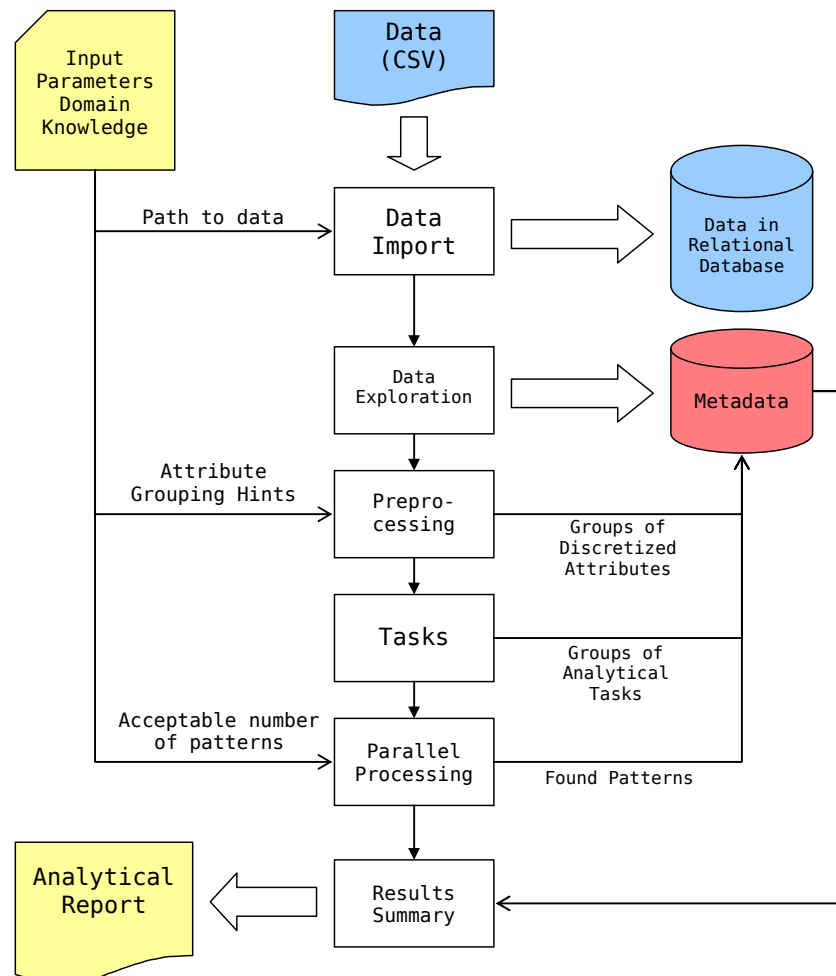 Input
Parameters
Domain
Knowledge
Data
(CSV)
Path to data
Data
Import
Data in
Relational
Database
Data
Exploration
Metadata
Attribute
Grouping Hints
Prepro-
cessing
Groups of
Discretized
Attributes
Tasks
Groups of
Analytical
Tasks
Acceptable number
of patterns
Parallel
Processing
Found Patterns
Analytical
Report
Results
Summary